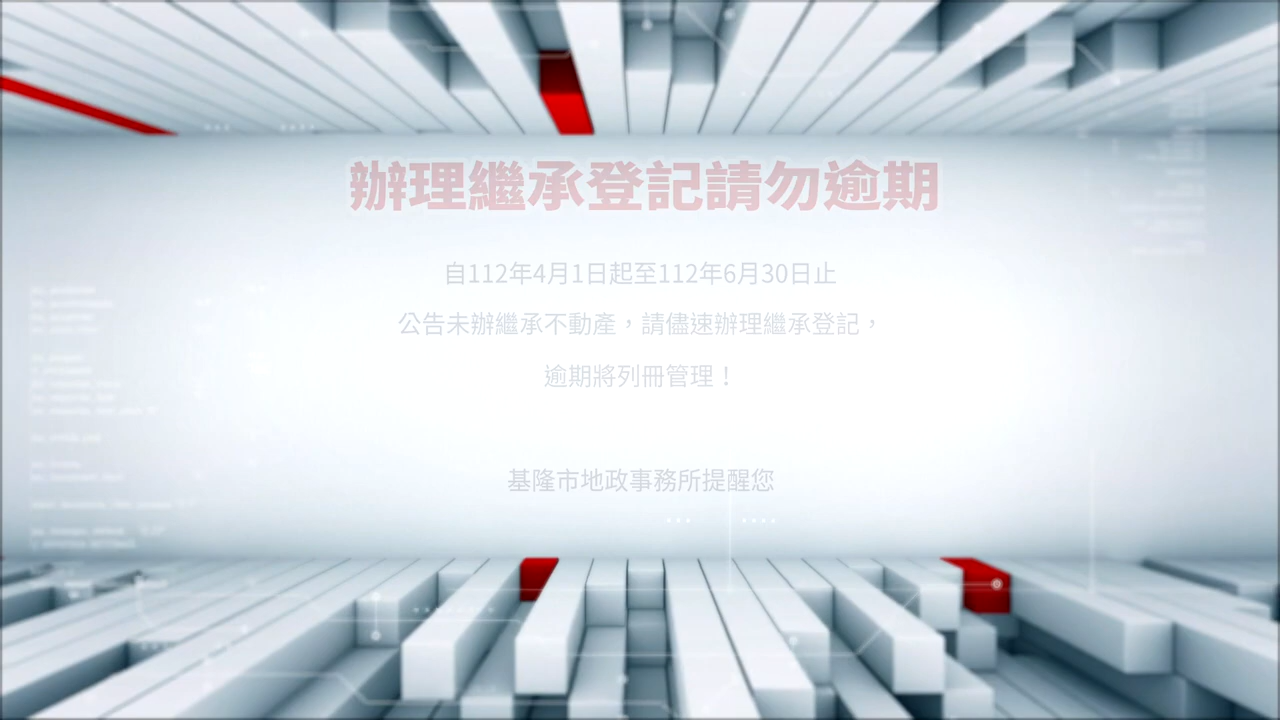 辦理繼承登記請勿逾期
自112年4月1日起至112年6月30日止
公告未辦繼承不動產，請儘速辦理繼承登記，
逾期將列冊管理！
基隆市地政事務所提醒您